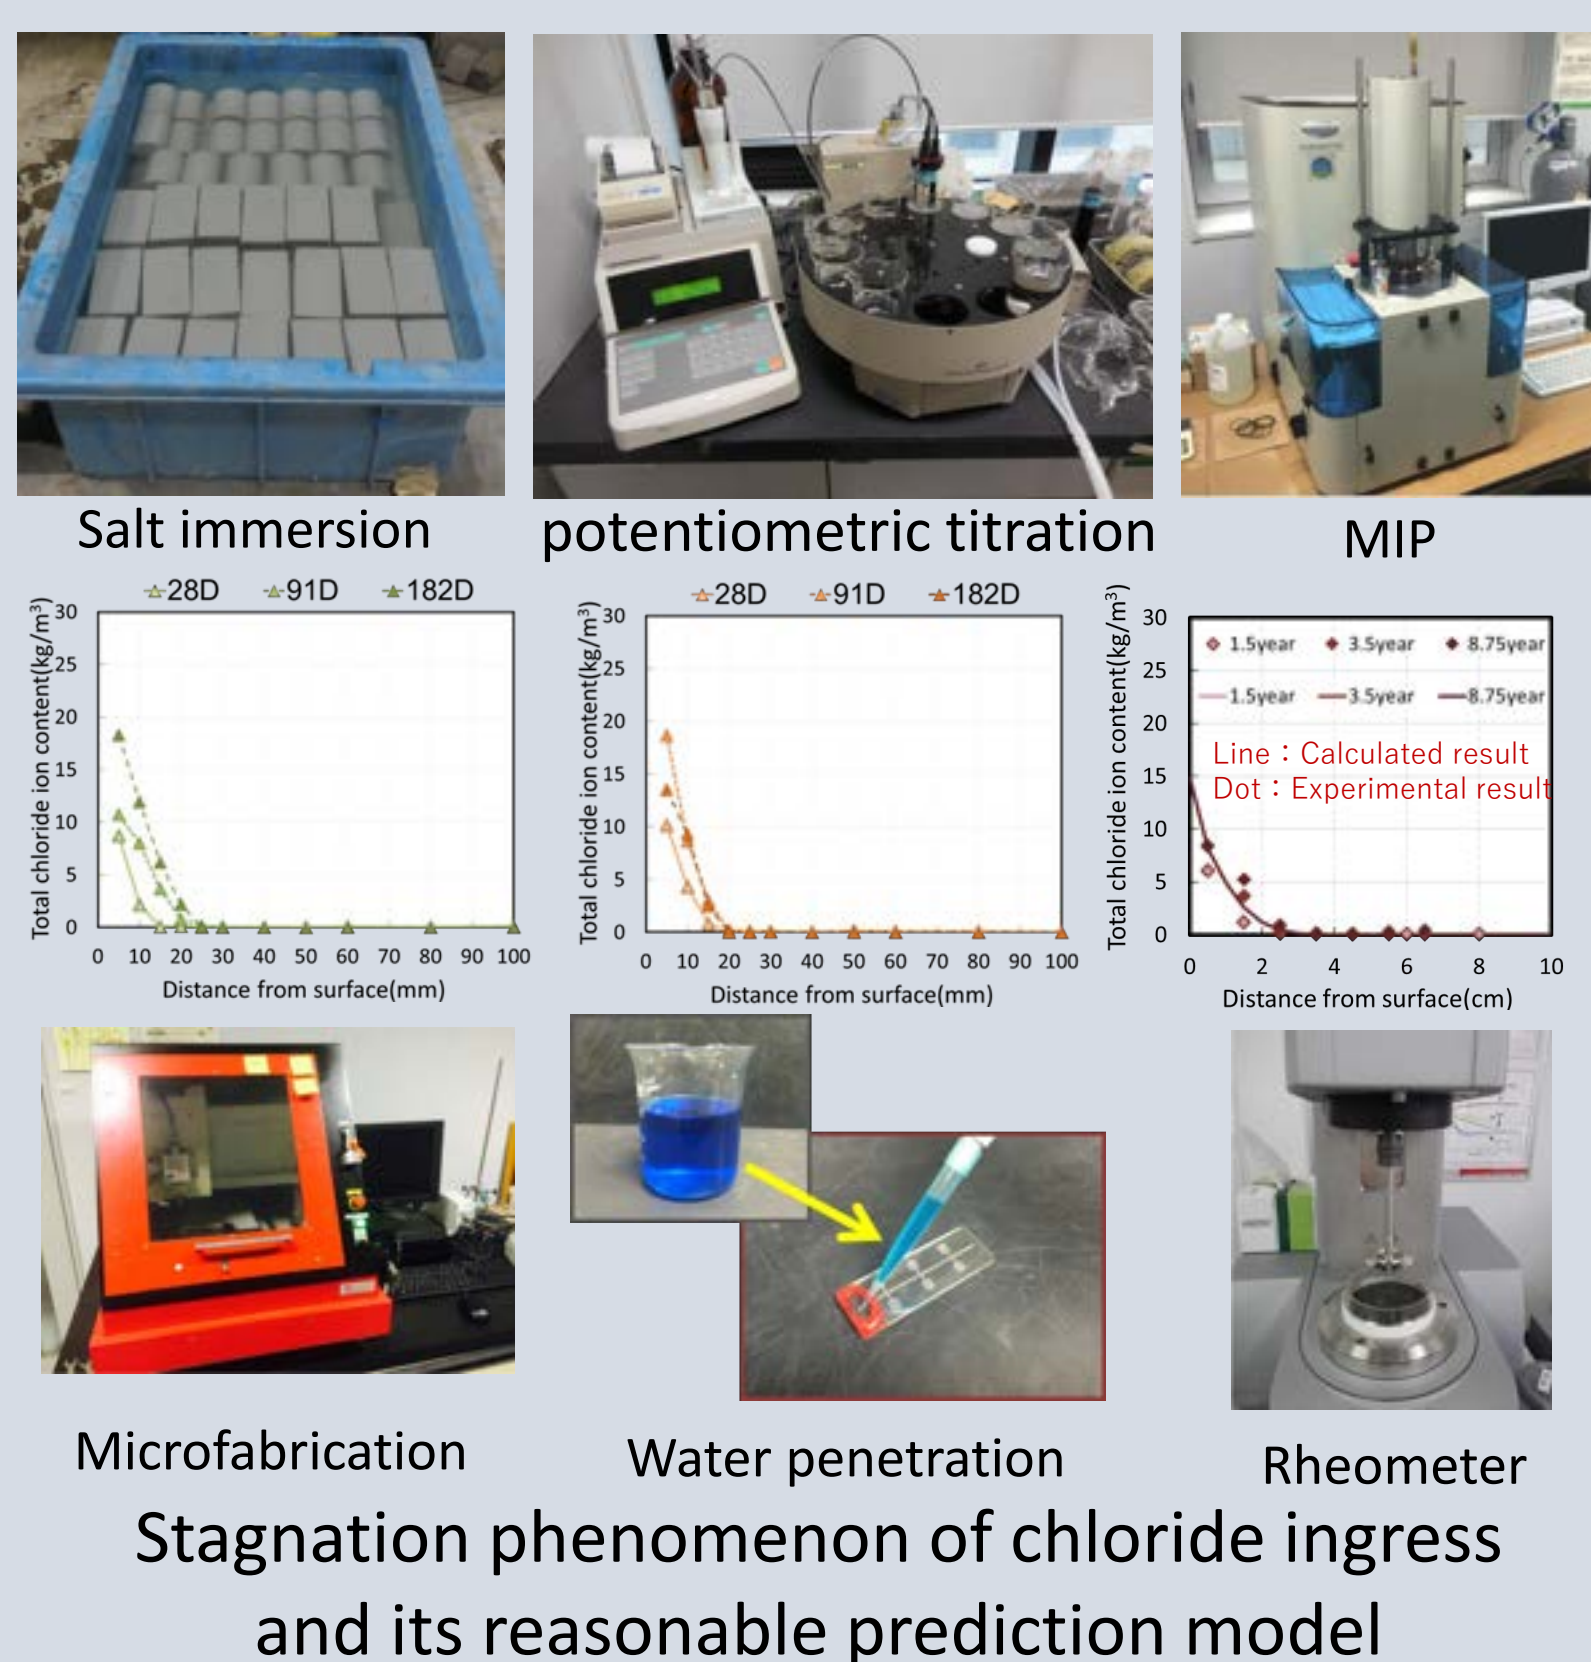 Salt immersion
potentiometric titration
MIP
28D 91D 182D
Total chloride ion content(kg/m³)
30
25
20
15
10
5
0
0 10 20 30 40 50 60 70 80 90 100
Distance from surface(mm)
28D 91D 182D
Total chloride ion content(kg/m³)
30
25
20
15
10
5
0
0 10 20 30 40 50 60 70 80 90 100
Distance from surface(mm)
Total chloride ion content(kg/m³)
30
25
20
15
10
5
0
1.5year 3.5year 8.75year
1.5year 3.5year 8.75year
Line：Calculated result
Dot：Experimental result
0 2 4 6 8 10
Distance from surface(cm)
Microfabrication
Water penetration
Rheometer
Stagnation phenomenon of chloride ingress
and its reasonable prediction model